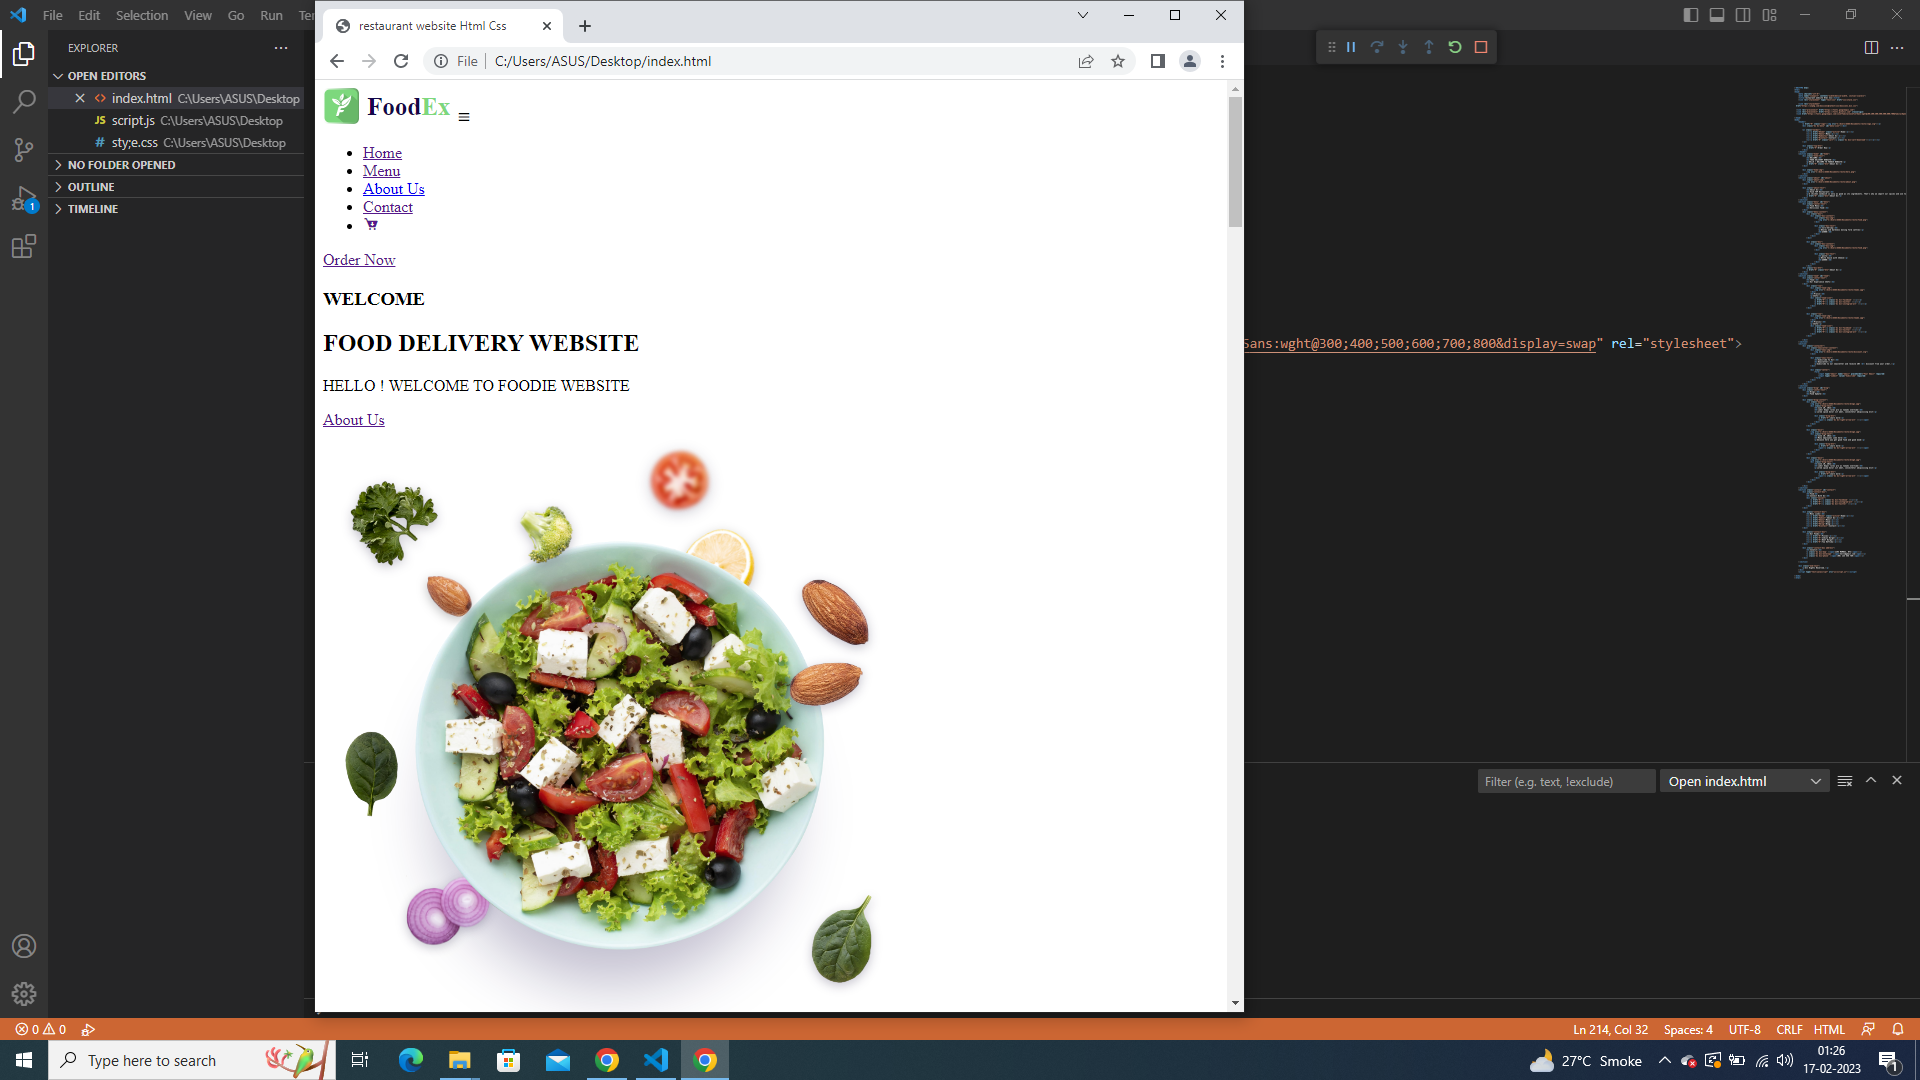 File Edit Selection View Go Run Ter
restaurant website Html Css
File C:/Users/ASUS/Desktop/index.html
EXPLORER
OPEN EDITORS
index.html C:\Users\ASUS\Desktop
JS script.js C:\Users\ASUS\Desktop
# sty;e.css C:\Users\ASUS\Desktop
NO FOLDER OPENED
OUTLINE
TIMELINE
1
FoodEx
Home
Menu
About Us
Contact
Order Now
WELCOME
FOOD DELIVERY WEBSITE
HELLO ! WELCOME TO FOODIE WEBSITE
About Us
Sans:wght@300;400;500;600;700;800&display=swap" rel="stylesheet">
Filter (e.g. text, !exclude)
Open index.html
0 0
Ln 214, Col 32 Spaces: 4 UTF-8 CRLF HTML
Type here to search
27°C Smoke
01:26
17-02-2023
1